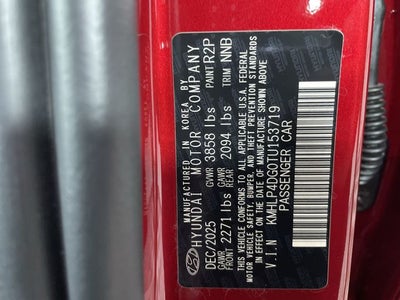 MANUFACTURED IN KOREA BY
HYUNDAI MOTOR COMPANY
DEC/2025 GVWR 3858 lbs PAINT R2P
GAWR FRONT 2271 lbs GAWR REAR 2094 lbs TRIM NNB
THIS VEHICLE CONFORMS TO ALL APPLICABLE U.S.A. FEDERAL
MOTOR VEHICLE SAFETY, BUMPER, AND THEFT PREVENTION STANDARDS
IN EFFECT ON THE DATE OF MANUFACTURE SHOWN ABOVE
V.I.N KMHLP4DG0TU153719
PASSENGER CAR